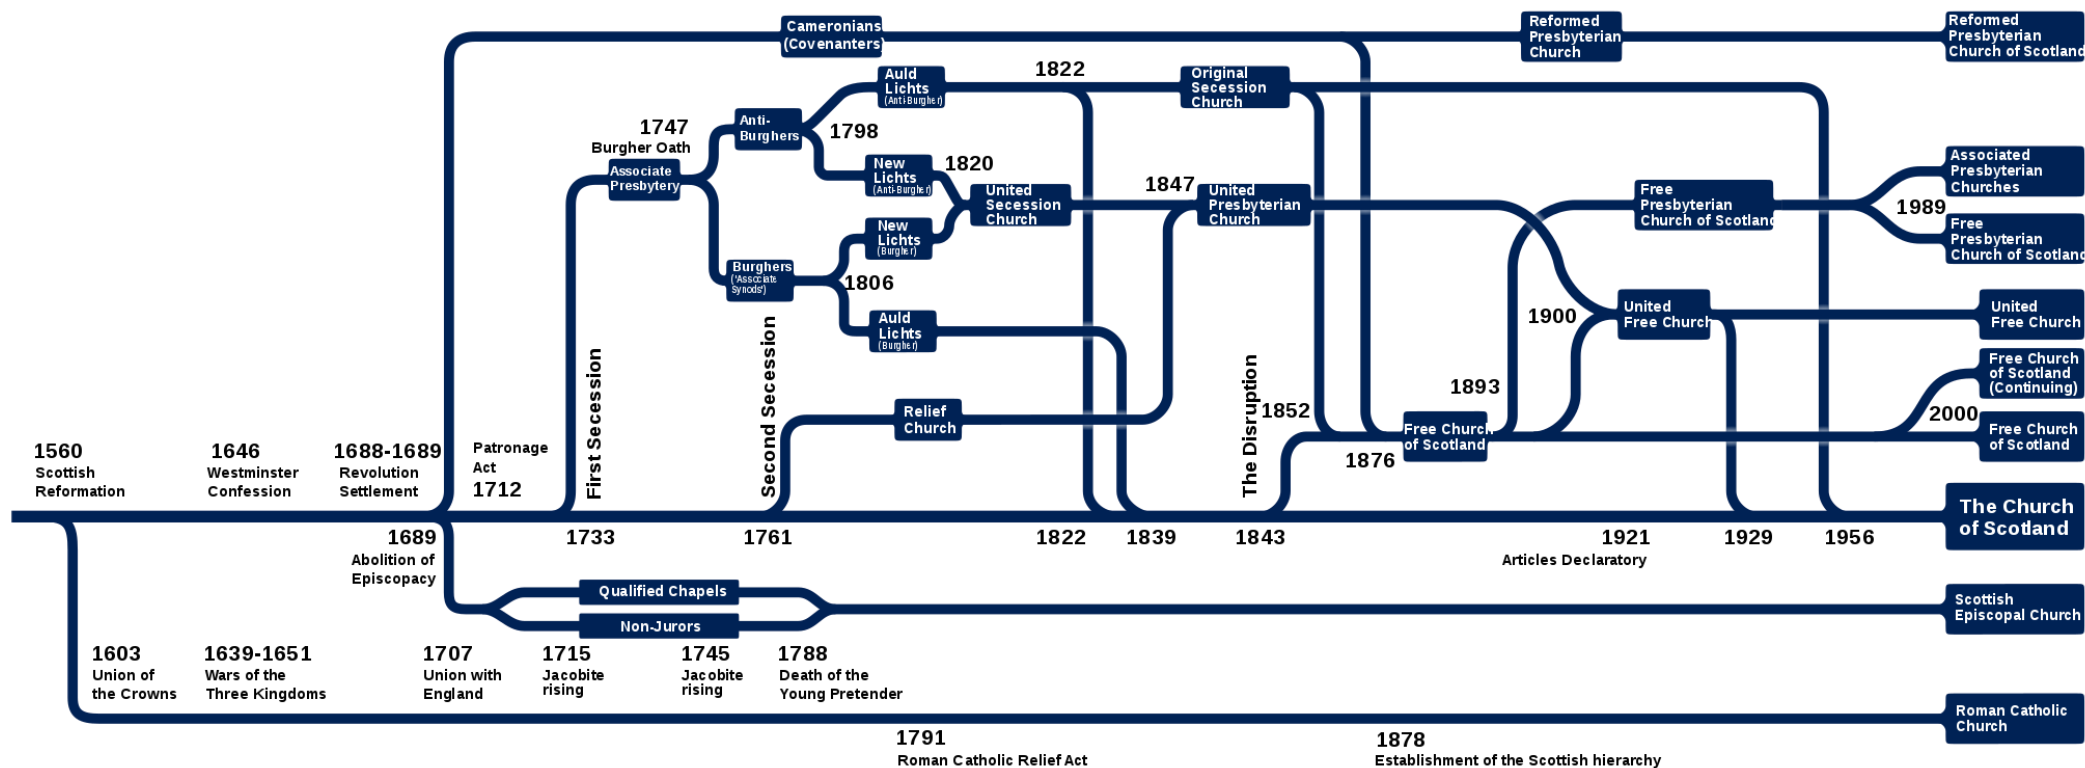 Cameronians
(Covenanters)
Reformed
Presbyterian
Church
Reformed
Presbyterian
Church of Scotland
1822
Auld
Lichts
(Anti-Burgher)
Original
Secession
Church
1747
Burgher Oath
Anti-
Burghers
1798
Associate
Presbytery
New
Lichts
(Anti-Burgher)
1820
United
Secession
Church
1847
United
Presbyterian
Church
Free
Presbyterian
Church of Scotland
Associated
Presbyterian
Churches
1989
Free
Presbyterian
Church of Scotland
New
Lichts
(Burgher)
Burghers
('Associate
Synods')
1806
Auld
Lichts
(Burgher)
1900
United
Free Church
United
Free Church
First Secession
Second Secession
The Disruption
Relief
Church
1852
1893
1876
Free Church
of Scotland
Free Church
of Scotland
(Continuing)
2000
Free Church
of Scotland
1560
Scottish
Reformation
1646
Westminster
Confession
1688-1689
Revolution
Settlement
Patronage
Act
1712
The Church
of Scotland
1689
Abolition of
Episcopacy
1733
1761
1822
1839
1843
1921
Articles Declaratory
1929
1956
Qualified Chapels
Non-Jurors
Scottish
Episcopal Church
1603
Union of
the Crowns
1639-1651
Wars of the
Three Kingdoms
1707
Union with
England
1715
Jacobite
rising
1745
Jacobite
rising
1788
Death of the
Young Pretender
Roman Catholic
Church
1791
Roman Catholic Relief Act
1878
Establishment of the Scottish hierarchy